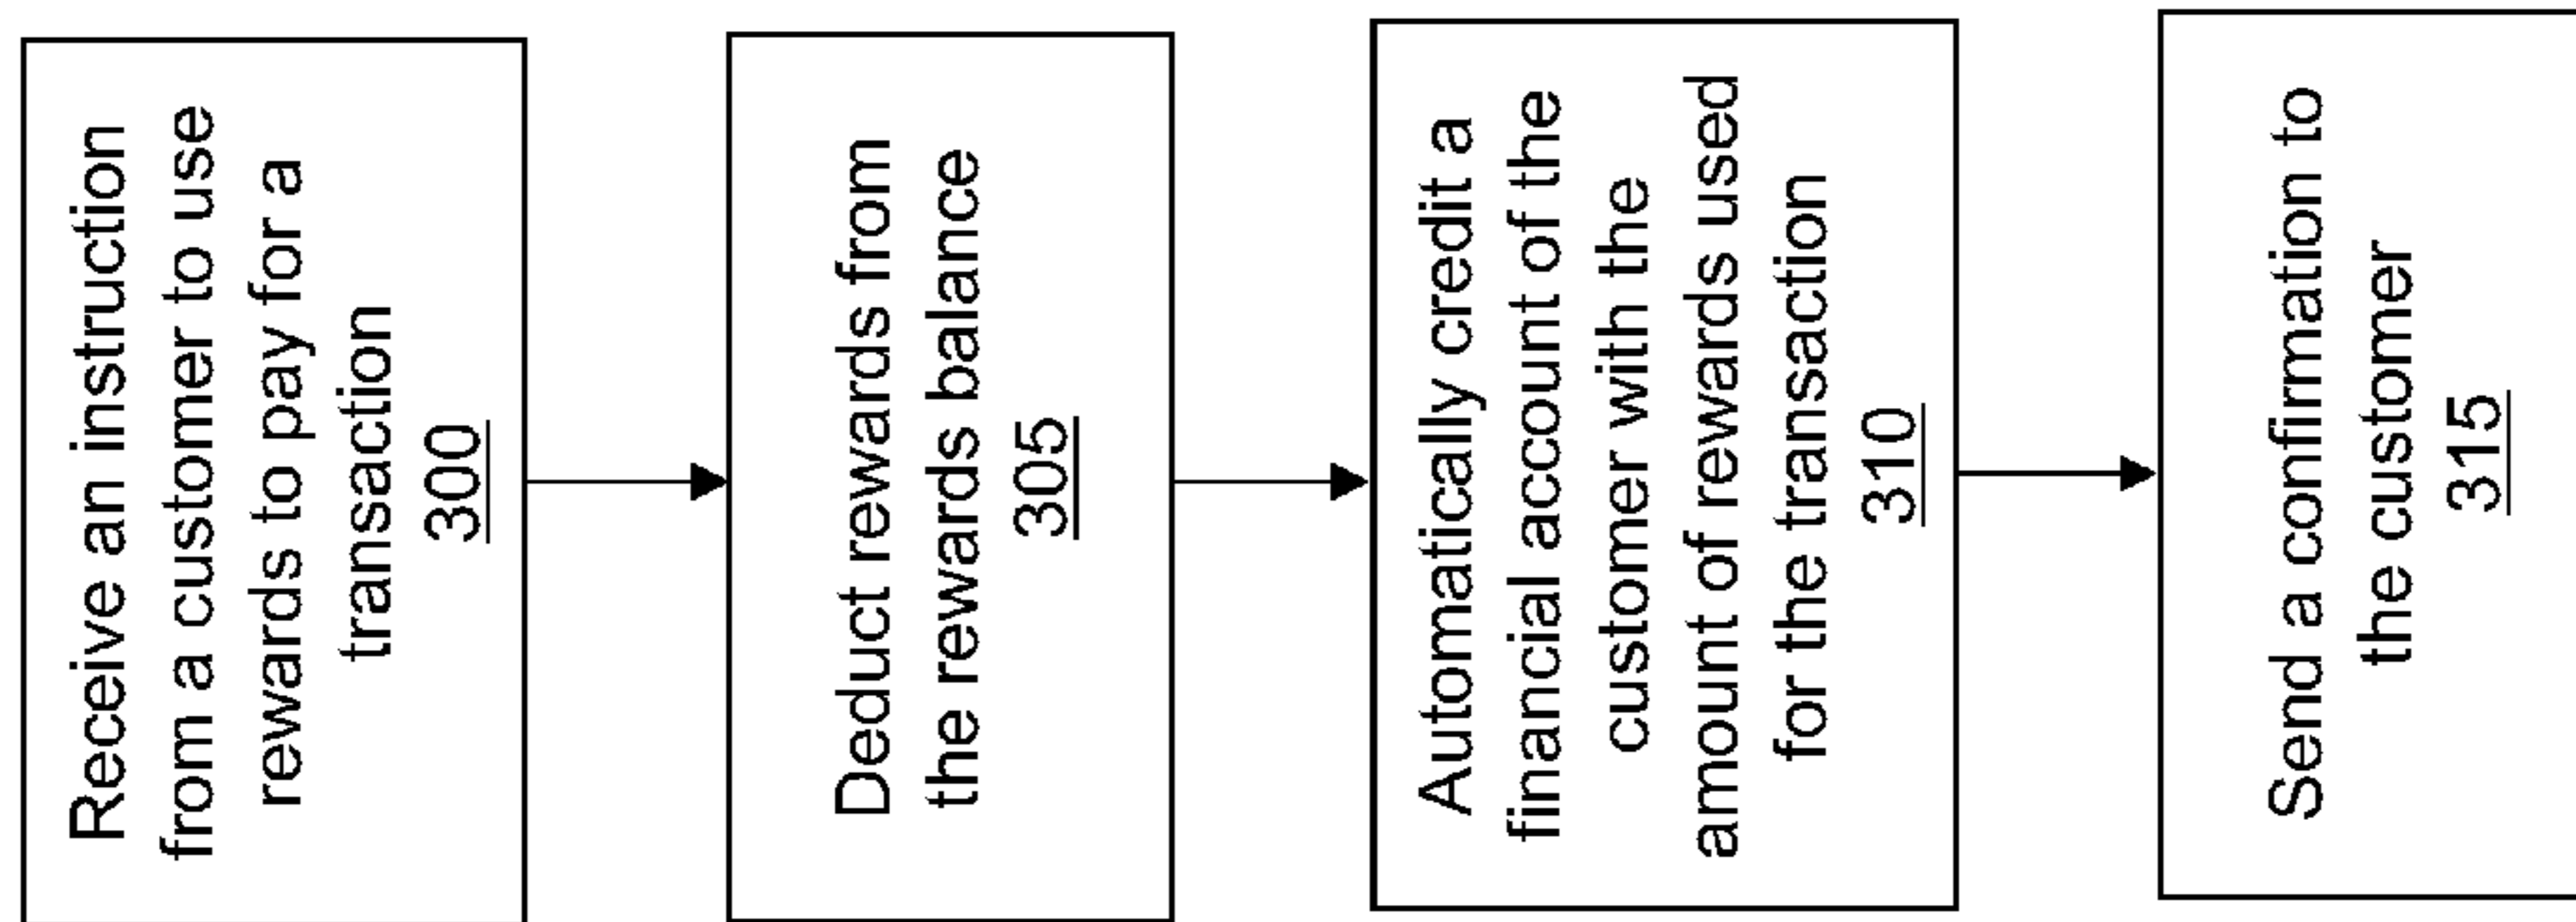 Receive an instruction
from a customer to use
rewards to pay for a
transaction
300
Deduct rewards from
the rewards balance
305
Automatically credit a
financial account of the
customer with the
amount of rewards used
for the transaction
310
Send a confirmation to
the customer
315